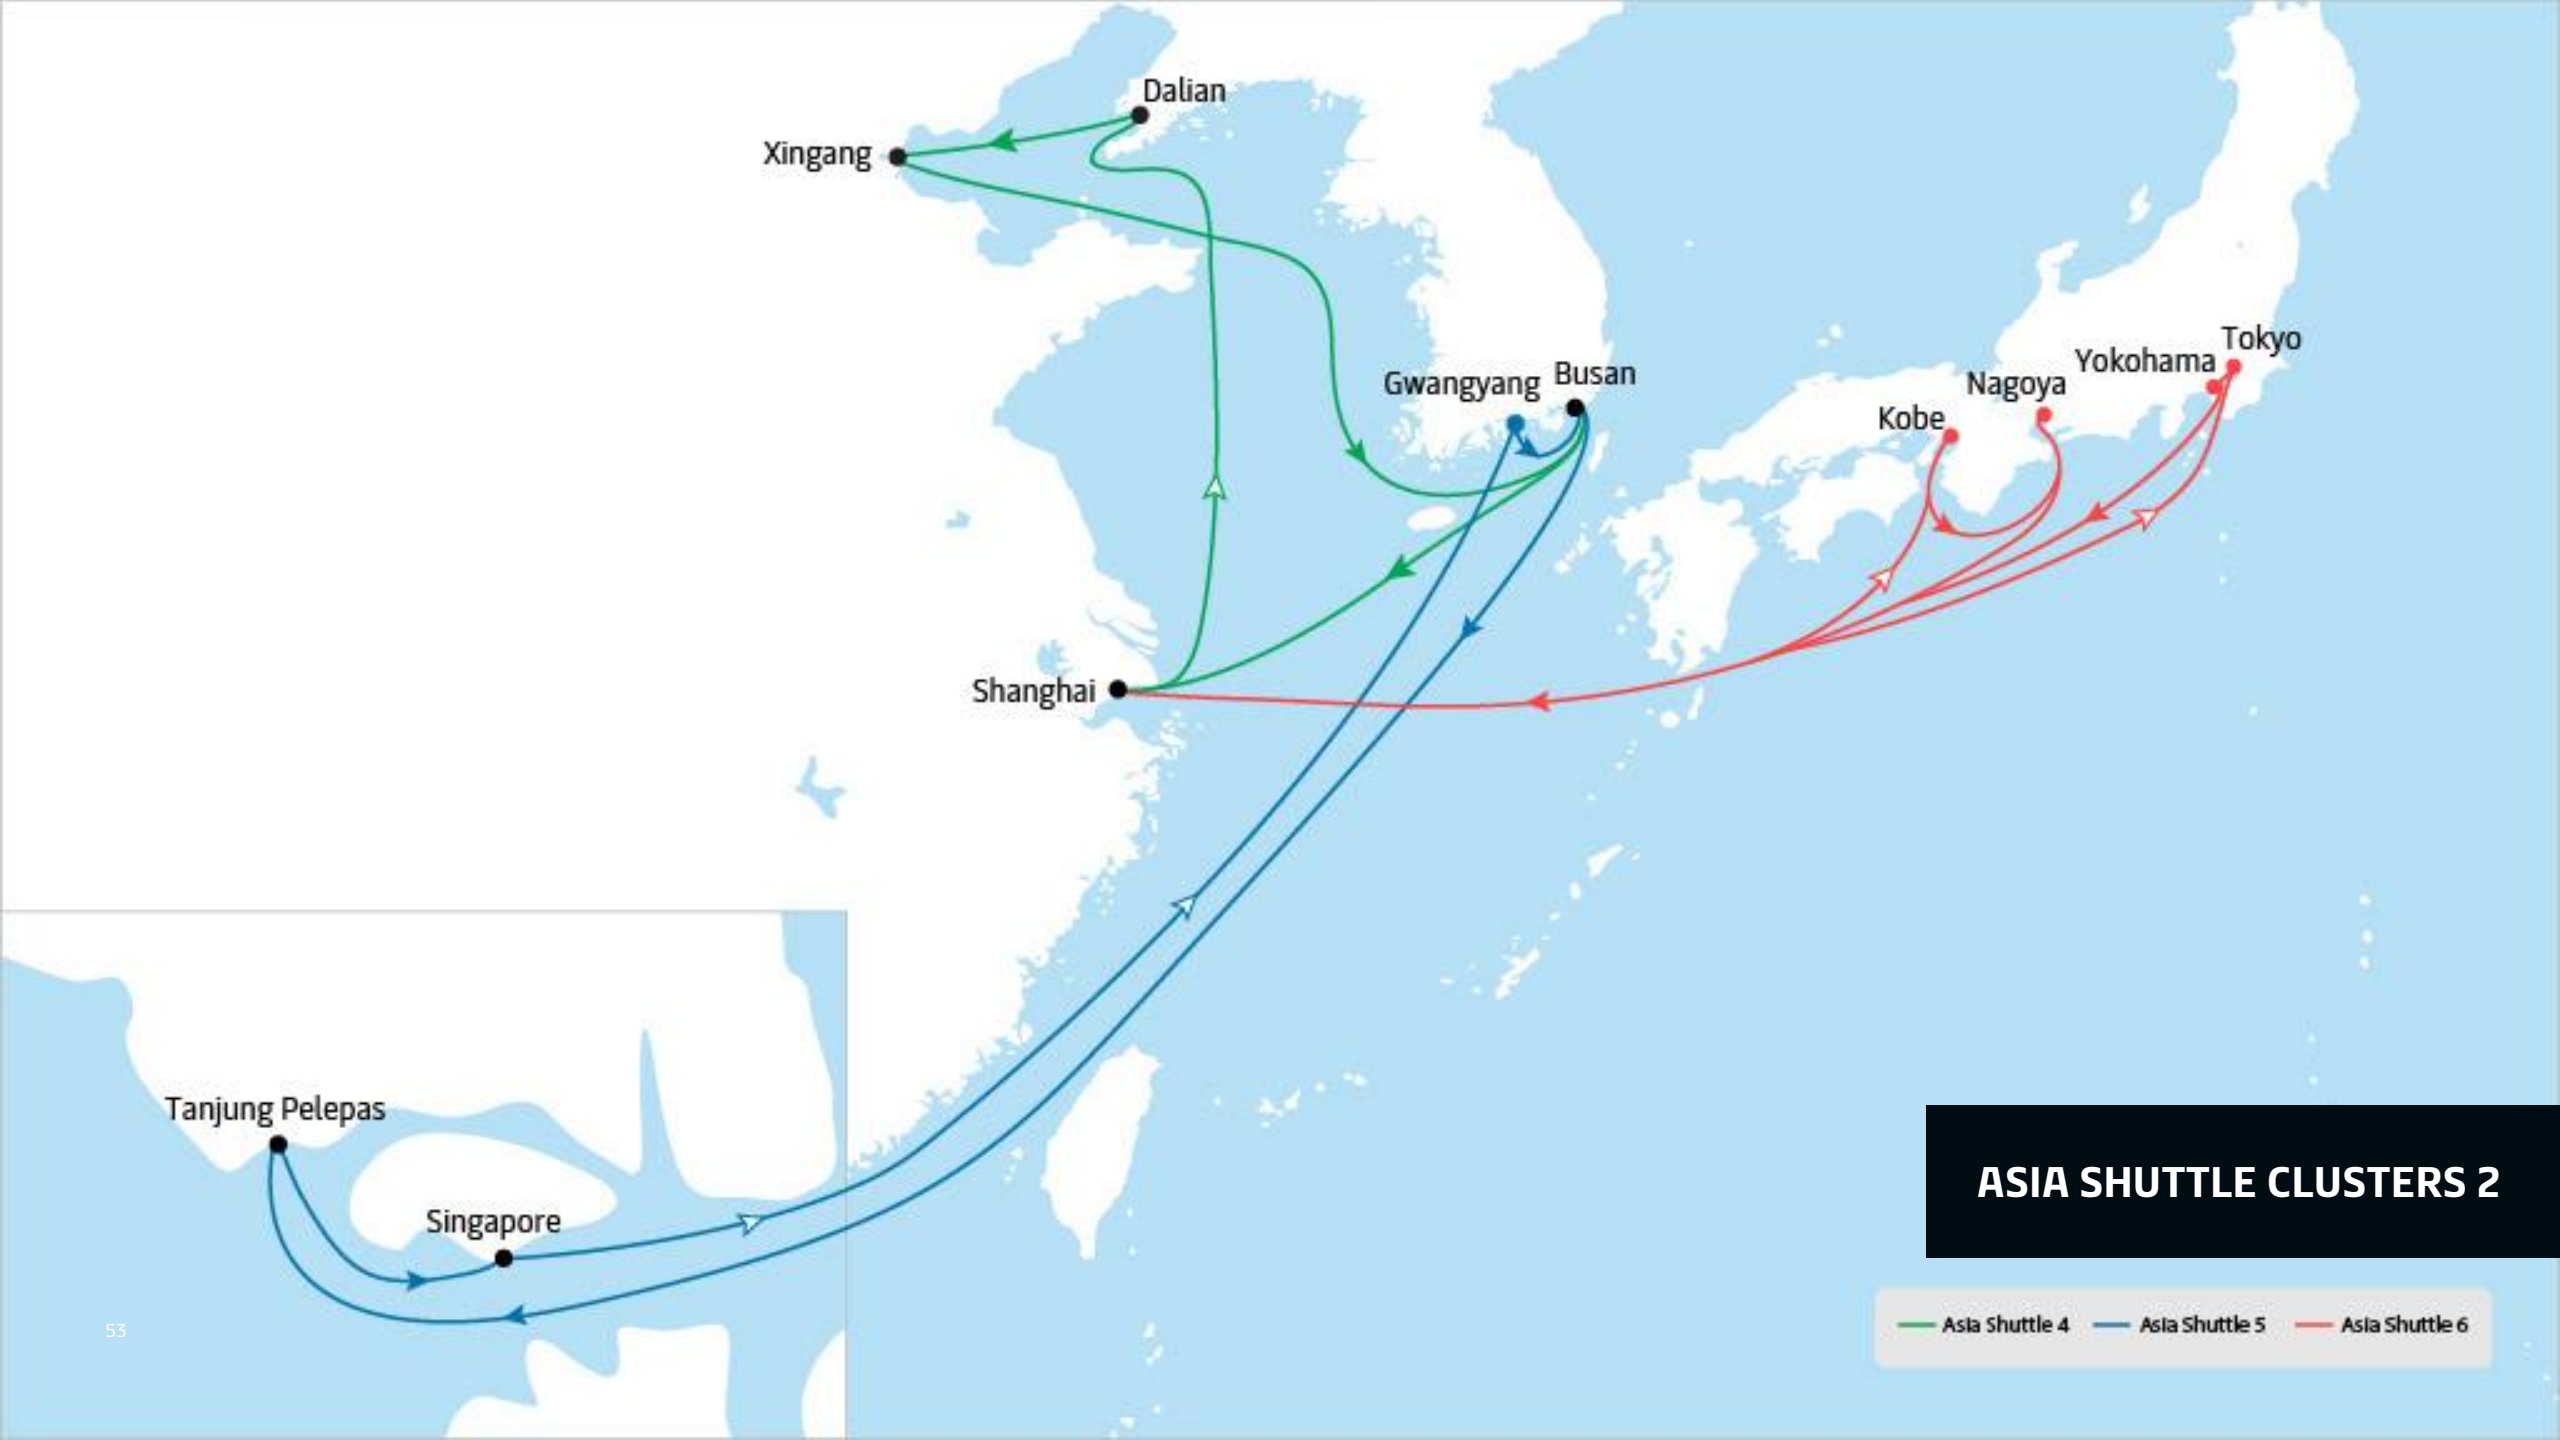 Dalian
Xingang
Tokyo
Yokohama
Busan
Gwangyang
Nagoya
Kobe
Shanghai
Tanjung Pelepas
Singapore
ASIA SHUTTLE CLUSTERS 2
53
Asia Shuttle 4 Asia Shuttle 5 Asia Shuttle 6